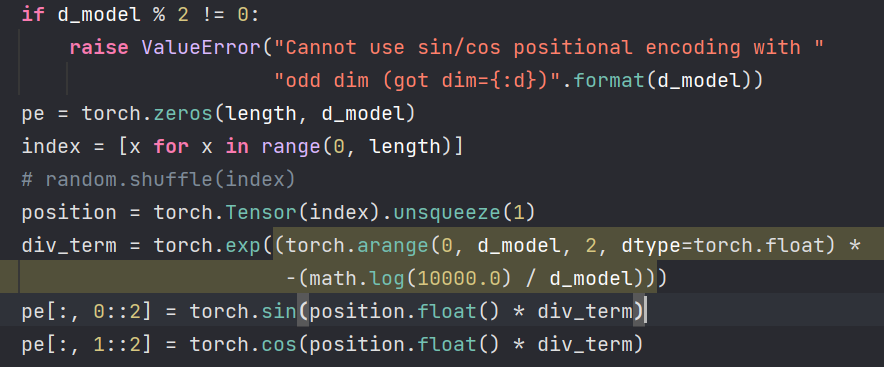 if d_model % 2 != 0:
    raise ValueError("Cannot use sin/cos positional encoding with "
                     "odd dim (got dim={:d})".format(d_model))
pe = torch.zeros(length, d_model)
index = [x for x in range(0, length)]
# random.shuffle(index)
position = torch.Tensor(index).unsqueeze(1)
div_term = torch.exp((torch.arange(0, d_model, 2, dtype=torch.float) *
                      -(math.log(10000.0) / d_model)))
pe[:, 0::2] = torch.sin(position.float() * div_term)
pe[:, 1::2] = torch.cos(position.float() * div_term)